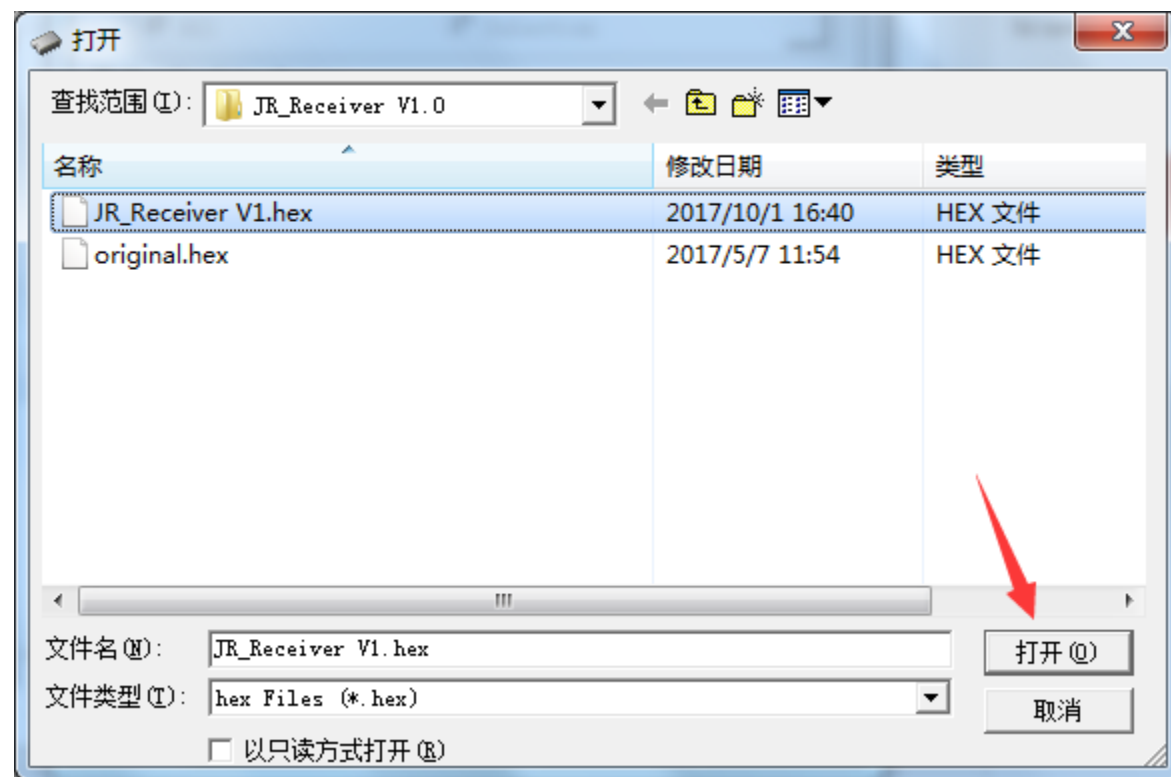 打开
查找范围(I): JR_Receiver V1.0
名称 修改日期 类型
JR_Receiver V1.hex 2017/10/1 16:40 HEX 文件
original.hex 2017/5/7 11:54 HEX 文件
文件名(N): JR_Receiver V1.hex 打开(O)
文件类型(T): hex Files (*.hex) 取消
以只读方式打开(R)